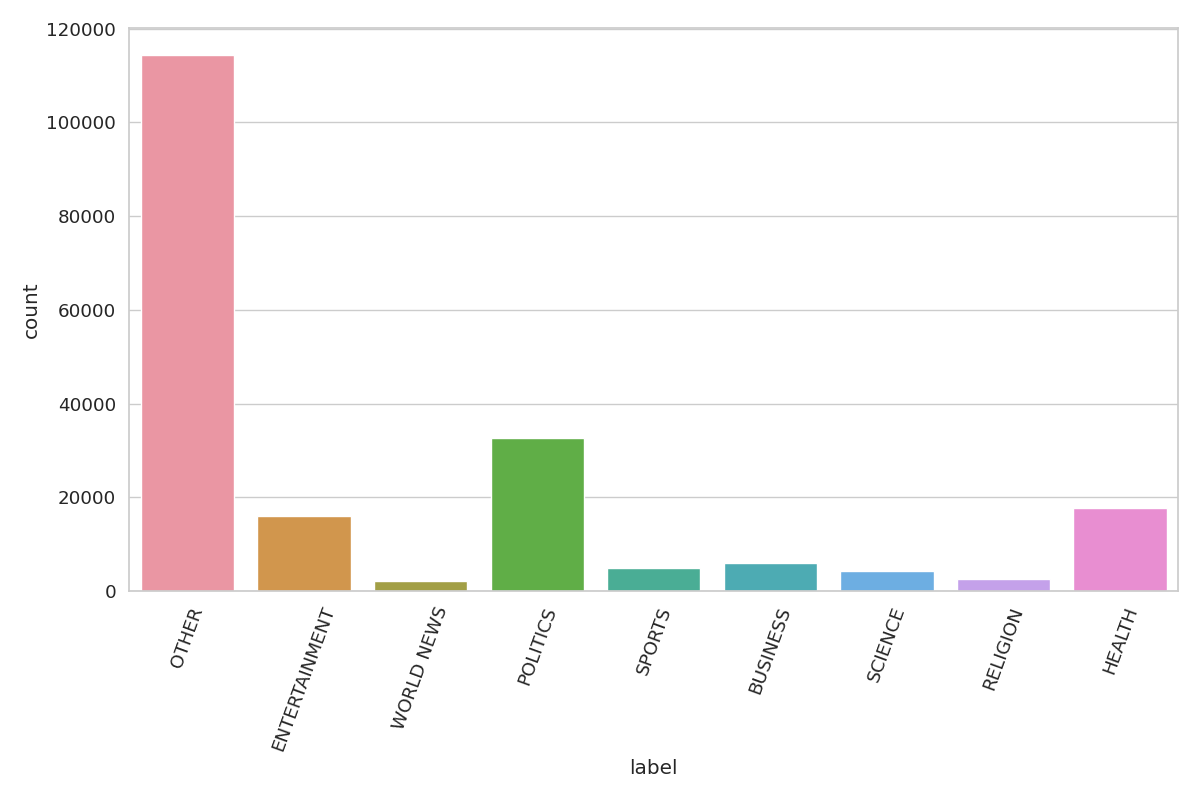 120000
100000
80000
60000
40000
20000
0
count
OTHER
ENTERTAINMENT
WORLD NEWS
POLITICS
SPORTS
BUSINESS
SCIENCE
RELIGION
HEALTH
label